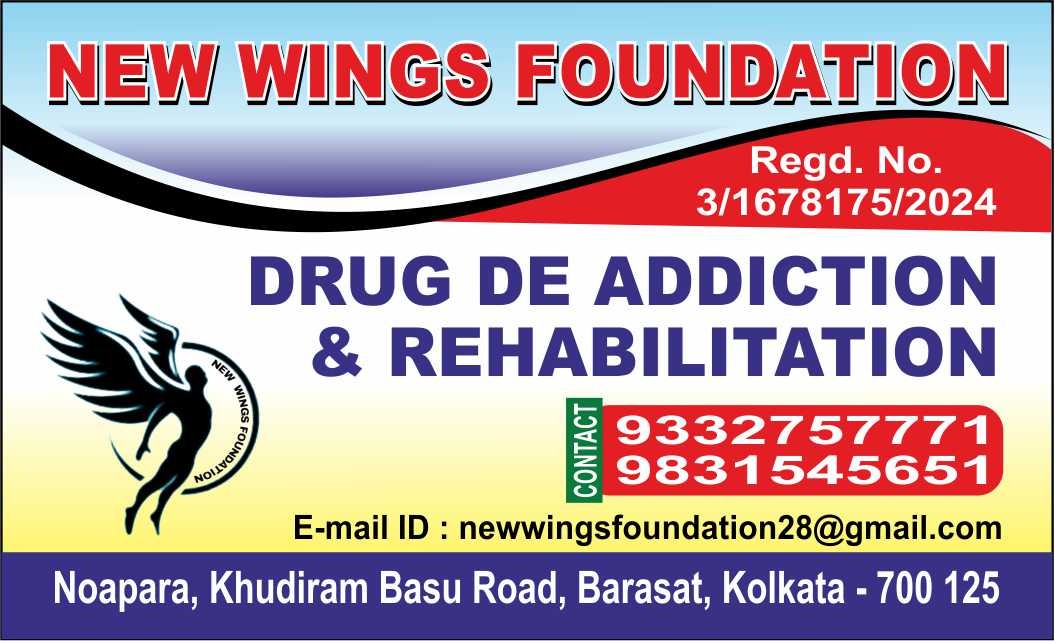 NEW WINGS FOUNDATION
Regd. No.
3/1678175/2024
DRUG DE ADDICTION
& REHABILITATION
NEW WINGS FOUNDATION
CONTACT
9332757771
9831545651
E-mail ID : newwingsfoundation28@gmail.com
Noapara, Khudiram Basu Road, Barasat, Kolkata - 700 125